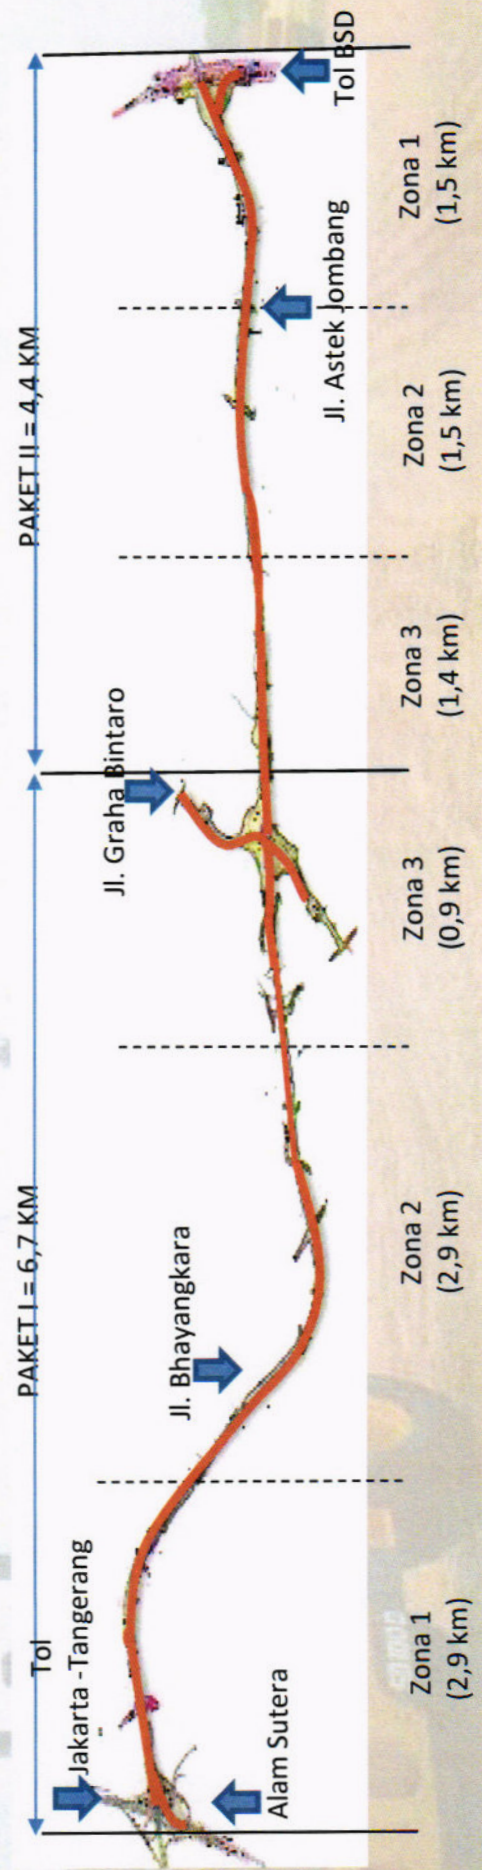 PAKET I = 6,7 KM
PAKET II = 4,4 KM
Tol
Jakarta -Tangerang
Alam Sutera
Jl. Bhayangkara
Jl. Graha Bintaro
Jl. Astek Jombang
Tol BSD
Zona 1
(2,9 km)
Zona 2
(2,9 km)
Zona 3
(0,9 km)
Zona 3
(1,4 km)
Zona 2
(1,5 km)
Zona 1
(1,5 km)